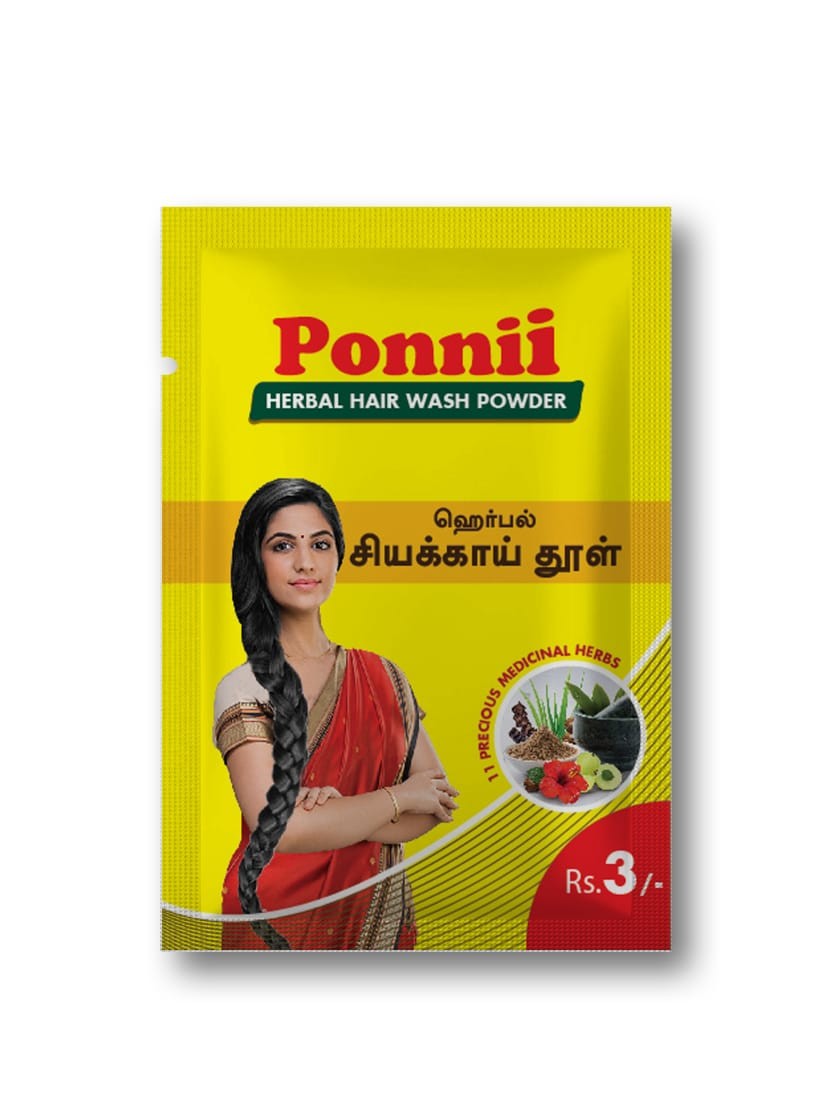 Ponnii
HERBAL HAIR WASH POWDER
ஹெர்பல்
சியக்காய் தூள்
11 PRECIOUS MEDICINAL HERBS
Rs.3/-